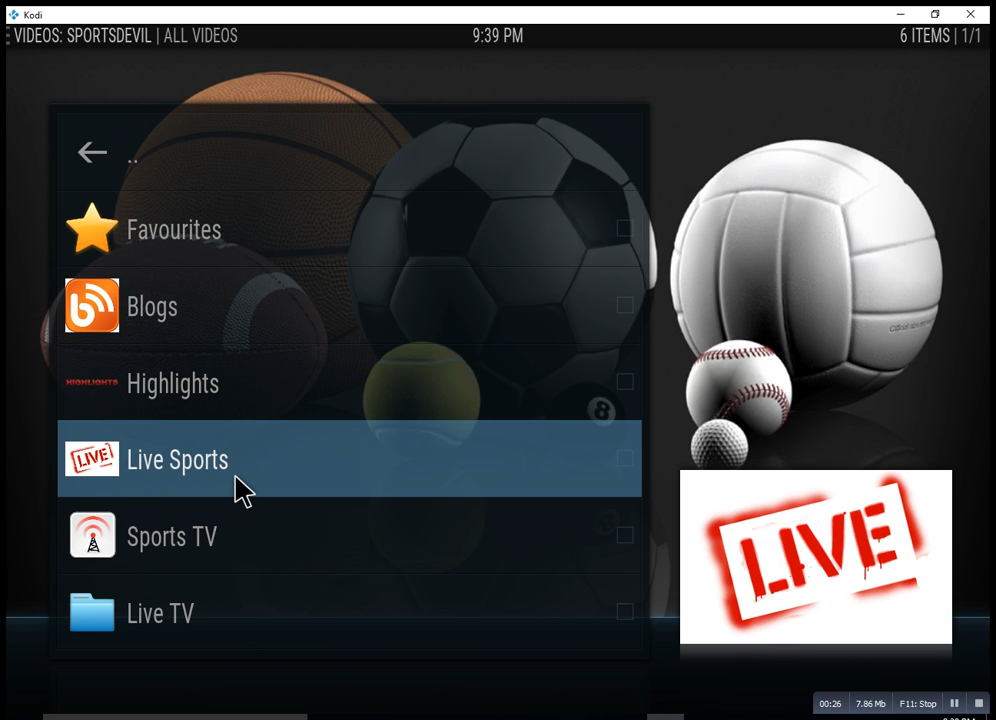 Kodi
VIDEOS: SPORTSDEVIL | ALL VIDEOS
9:39 PM
6 ITEMS | 1/1
..
Favourites
Blogs
HIGHLIGHTS
Highlights
LIVE
Live Sports
Sports TV
Live TV
8
LIVE
00:26
7.86 Mb
F11: Stop